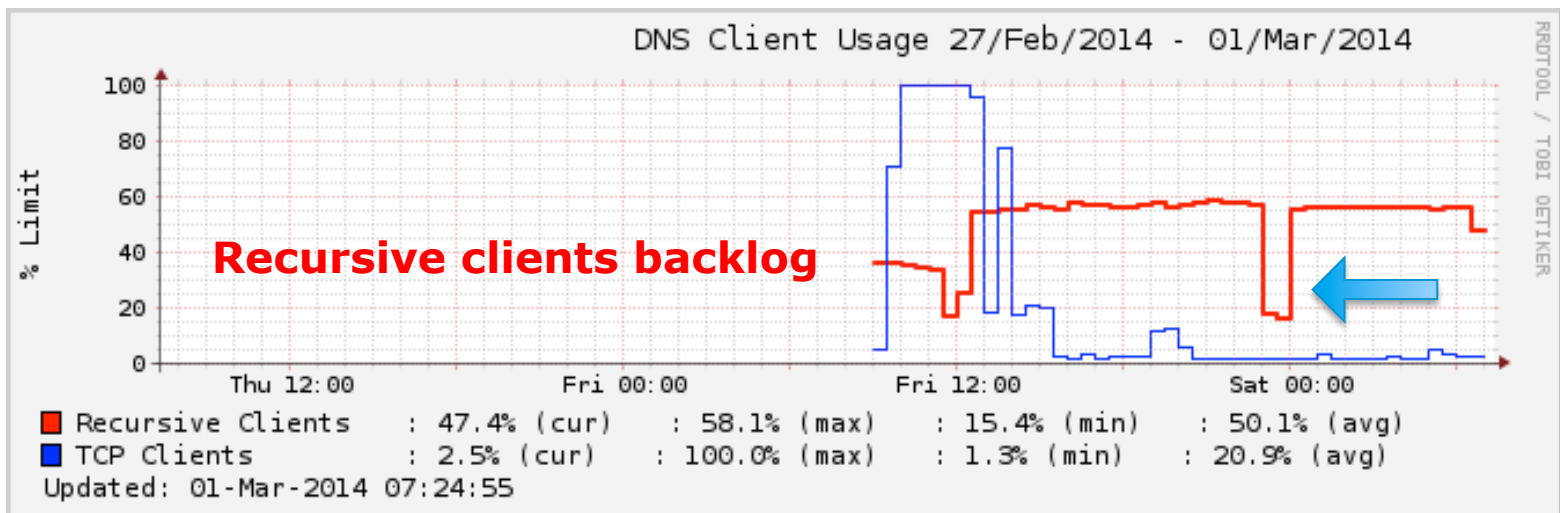 DNS Client Usage 27/Feb/2014 - 01/Mar/2014
RRDTOOL / TOBI OETIKER
% Limit
100
80
60
40
20
0
Recursive clients backlog
Thu 12:00 Fri 00:00 Fri 12:00 Sat 00:00
Recursive Clients : 47.4% (cur) : 58.1% (max) : 15.4% (min) : 50.1% (avg)
TCP Clients : 2.5% (cur) : 100.0% (max) : 1.3% (min) : 20.9% (avg)
Updated: 01-Mar-2014 07:24:55